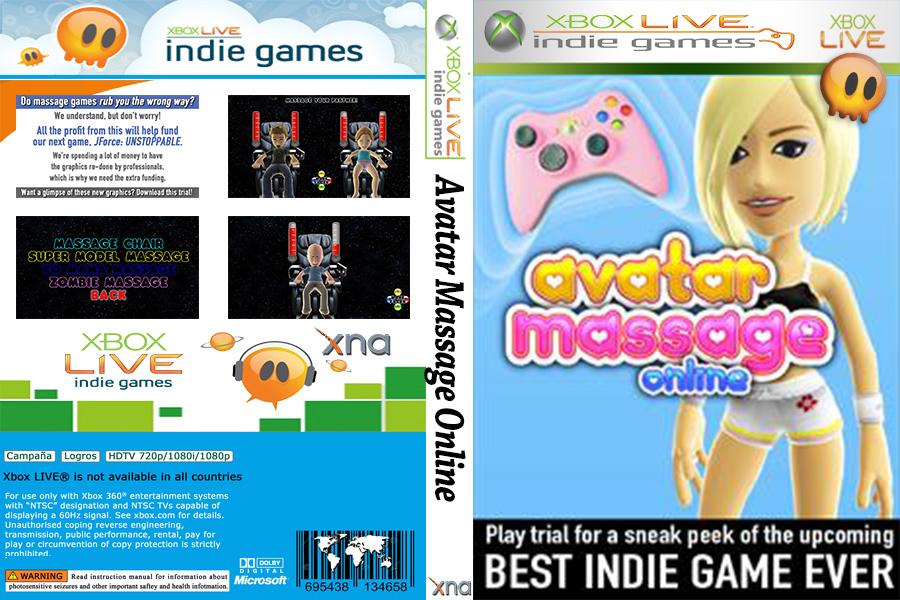 XBOX LIVE
indie games
Do massage games rub you the wrong way?
We understand, but don't worry!
All the profit from this will help fund
our next game, JForce: UNSTOPPABLE.
We're spending a lot of money to have
the graphics re-done by professionals,
which is why we need the extra funding.
Want a glimpse of these new graphics? Download this trial!
MASSAGE YOUR PARTNER!
MASSAGE CHAIR
SUPER MODEL MASSAGE
YO MAMA MASSAGE
ZOMBIE MASSAGE
BACK
XBOX
LIVE
indie games
xna
Campaña
Logros
HDTV 720p/1080i/1080p
Xbox LIVE® is not available in all countries
For use only with Xbox 360® entertainment systems
with “NTSC” designation and NTSC TVs capable of
displaying a 60Hz signal. See xbox.com for details.
Unauthorised coping reverse engineering,
transmission, public performance, rental, pay for
play or circumvention of copy protection is strictly
prohibited.
WARNING Read instruction manual for information about
photosensitive seizures and other important saftey and health information.
DOLBY
DIGITAL
Microsoft
695438 134658
XBOX LIVE
indie games
Avatar Massage Online
xna
XBOX LIVE
indie games
XBOX
LIVE
avatar
massage
online
Play trial for a sneak peek of the upcoming
BEST INDIE GAME EVER